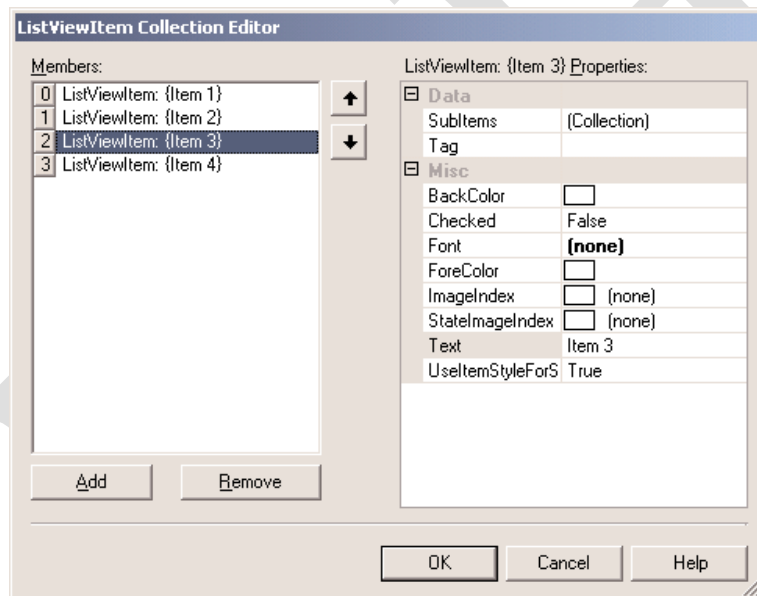 ListViewItem Collection Editor
Members:
0 ListViewItem: {Item 1}
1 ListViewItem: {Item 2}
2 ListViewItem: {Item 3}
3 ListViewItem: {Item 4}
Add
Remove
ListViewItem: {Item 3} Properties:
Data
SubItems (Collection)
Tag
Misc
BackColor
Checked False
Font (none)
ForeColor
ImageIndex (none)
StateImageIndex (none)
Text Item 3
UseItemStyleForS True
OK
Cancel
Help